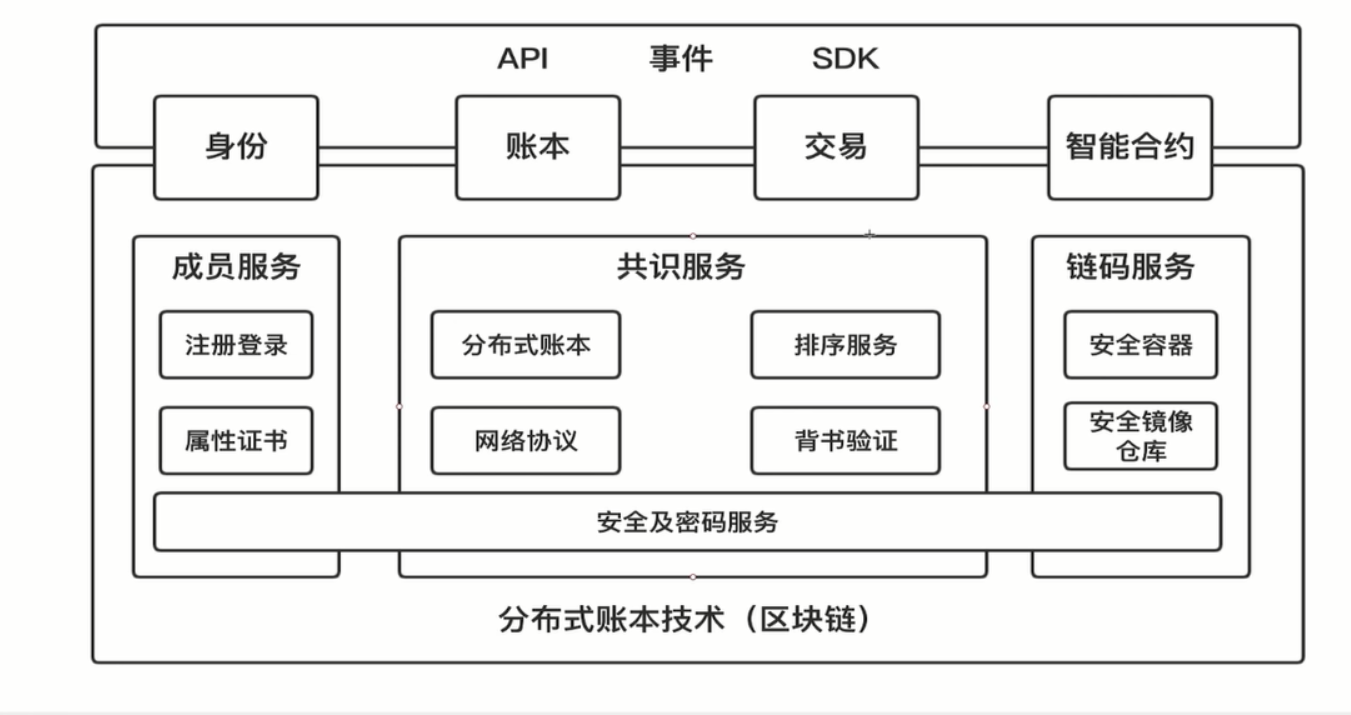 API 事件 SDK
身份 账本 交易 智能合约
成员服务 共识服务 链码服务
注册登录 分布式账本 排序服务 安全容器
属性证书 网络协议 背书验证 安全镜像
仓库
安全及密码服务
分布式账本技术（区块链）